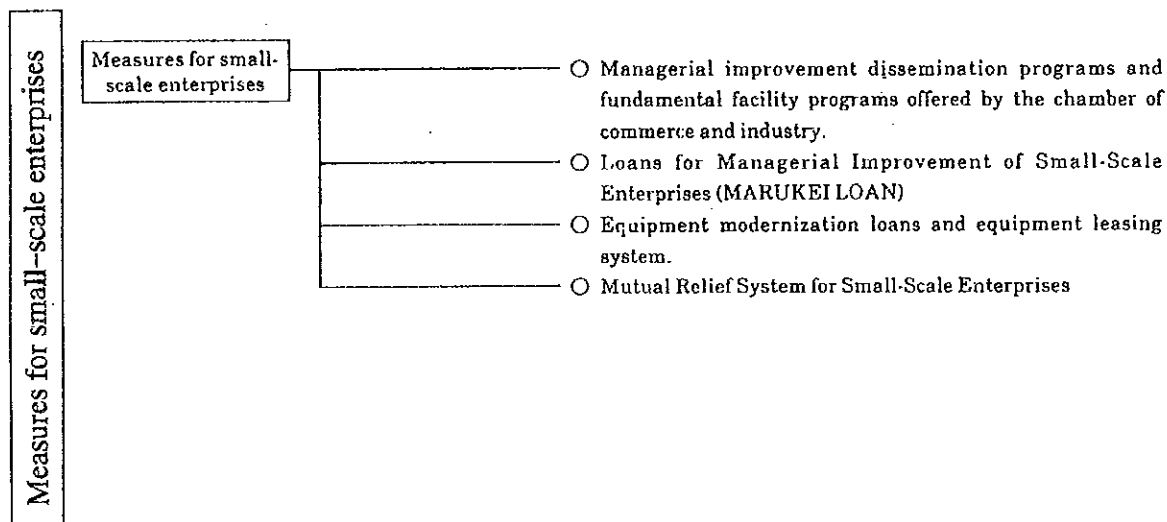 Measures for small-scale enterprises
Measures for small-
scale enterprises
○ Managerial improvement dissemination programs and
fundamental facility programs offered by the chamber of
commerce and industry.
○ Loans for Managerial Improvement of Small-Scale
Enterprises (MARUKEI LOAN)
○ Equipment modernization loans and equipment leasing
system.
○ Mutual Relief System for Small-Scale Enterprises